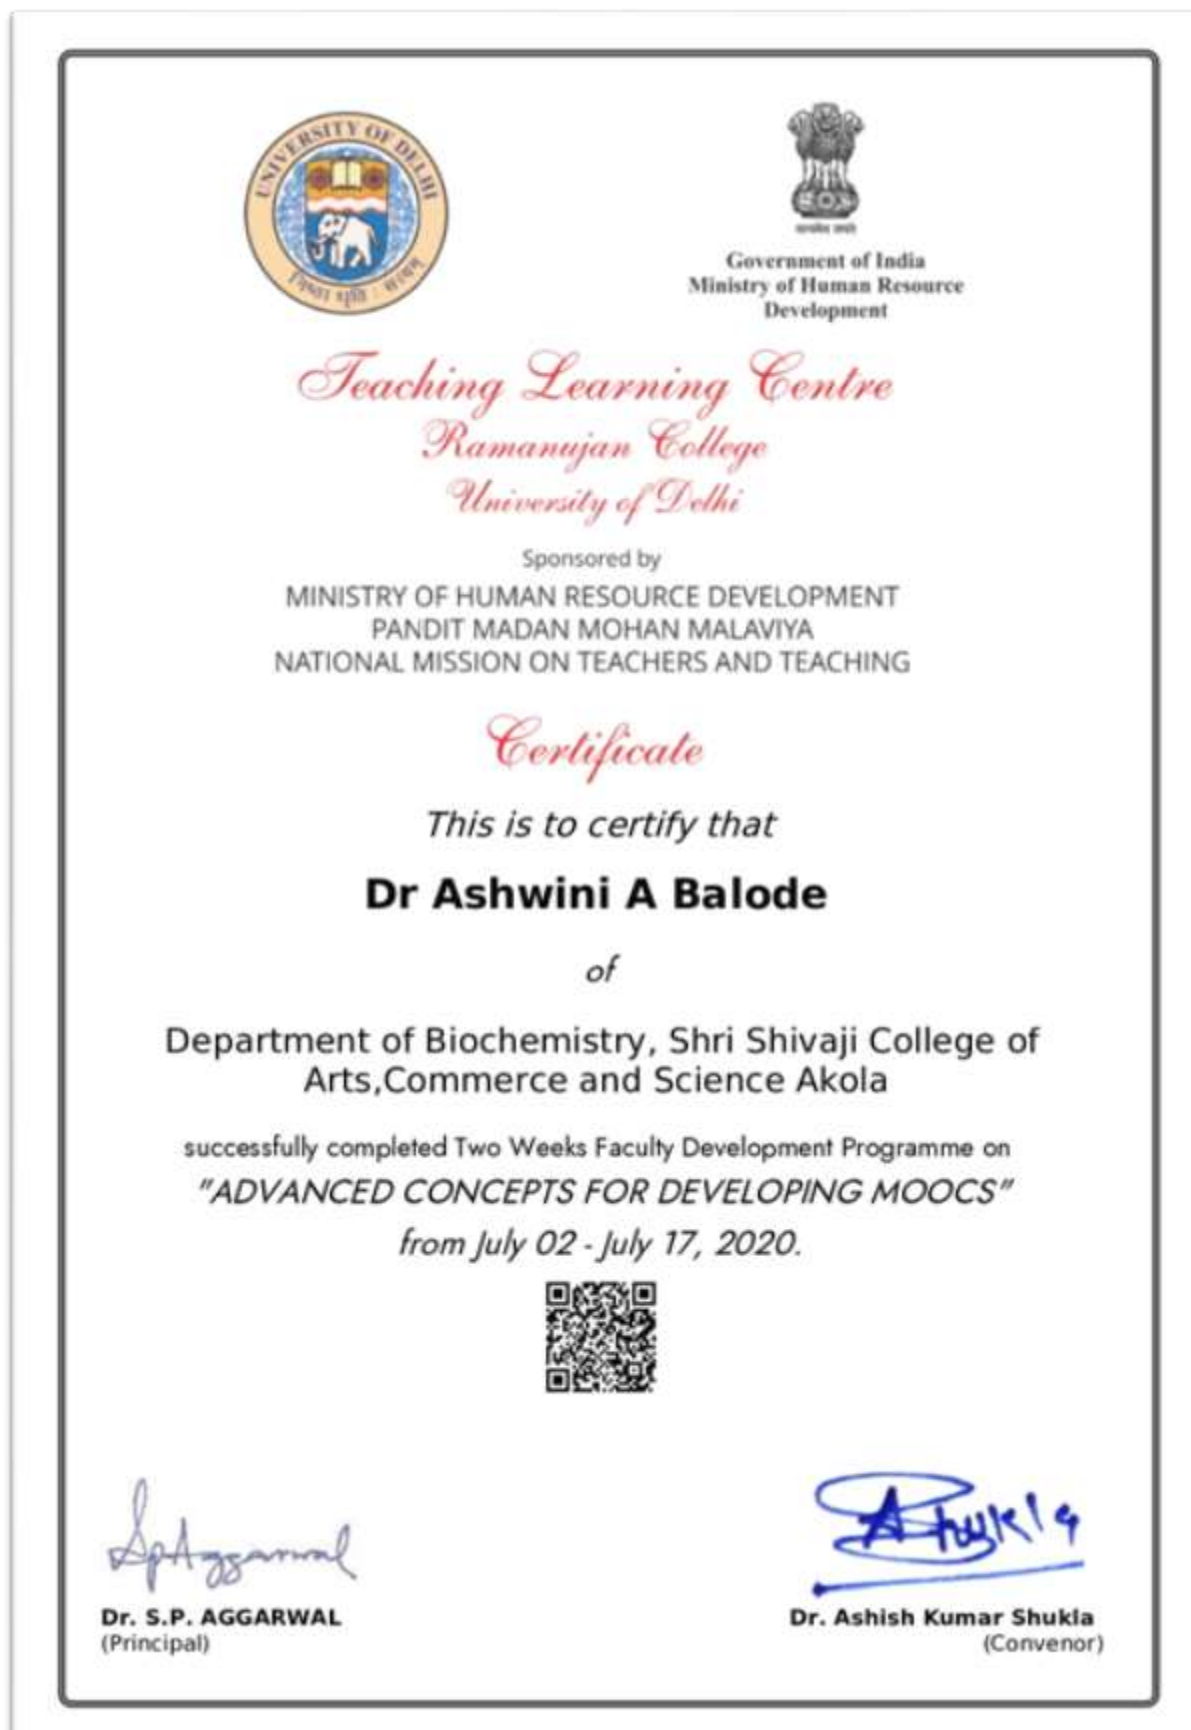 UNIVERSITY OF DELHI
सत्यमेव जयते
Government of India
Ministry of Human Resource
Development
Teaching Learning Centre
Ramanujan College
University of Delhi
Sponsored by
MINISTRY OF HUMAN RESOURCE DEVELOPMENT
PANDIT MADAN MOHAN MALAVIYA
NATIONAL MISSION ON TEACHERS AND TEACHING
Certificate
This is to certify that
Dr Ashwini A Balode
of
Department of Biochemistry, Shri Shivaji College of
Arts,Commerce and Science Akola
successfully completed Two Weeks Faculty Development Programme on
"ADVANCED CONCEPTS FOR DEVELOPING MOOCS"
from July 02 - July 17, 2020.
SpAggarwal
AShukla
Dr. S.P. AGGARWAL
(Principal)
Dr. Ashish Kumar Shukla
(Convenor)